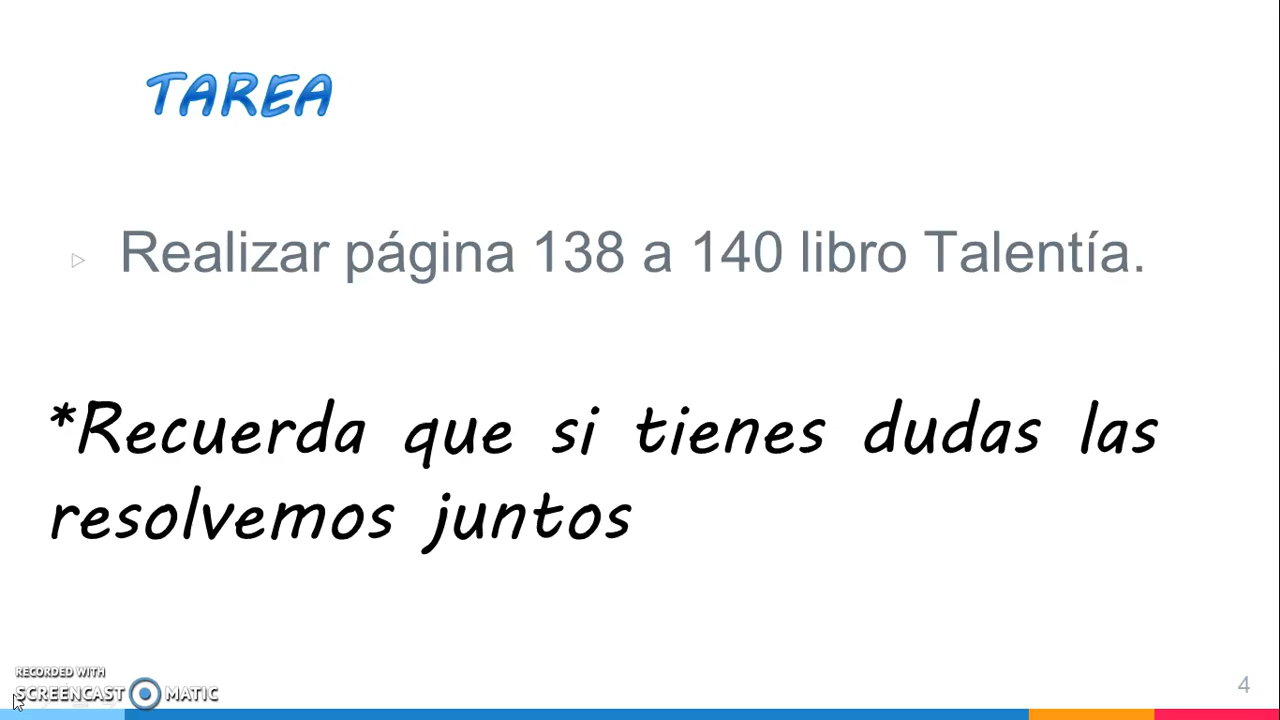 TAREA
Realizar página 138 a 140 libro Talentía.
*Recuerda que si tienes dudas las
resolvemos juntos
RECORDED WITH
SCREENCAST MATIC
4